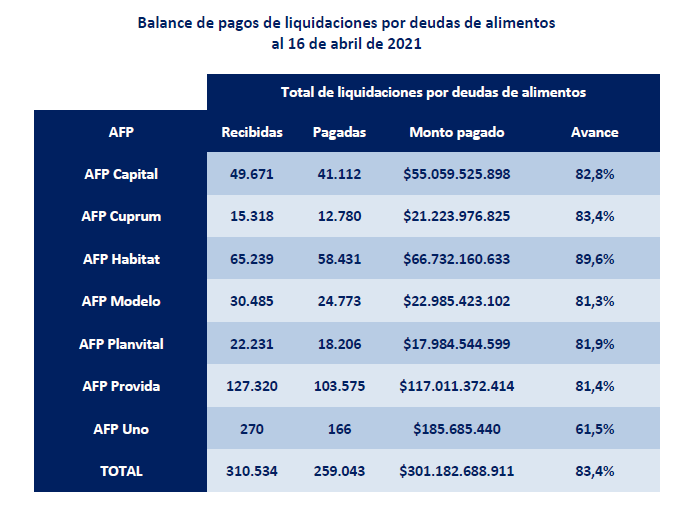 Balance de pagos de liquidaciones por deudas de alimentos
al 16 de abril de 2021
Total de liquidaciones por deudas de alimentos
AFP Recibidas Pagadas Monto pagado Avance
AFP Capital 49.671 41.112 $55.059.525.898 82,8%
AFP Cuprum 15.318 12.780 $21.223.976.825 83,4%
AFP Habitat 65.239 58.431 $66.732.160.633 89,6%
AFP Modelo 30.485 24.773 $22.985.423.102 81,3%
AFP Planvital 22.231 18.206 $17.984.544.599 81,9%
AFP Provida 127.320 103.575 $117.011.372.414 81,4%
AFP Uno 270 166 $185.685.440 61,5%
TOTAL 310.534 259.043 $301.182.688.911 83,4%